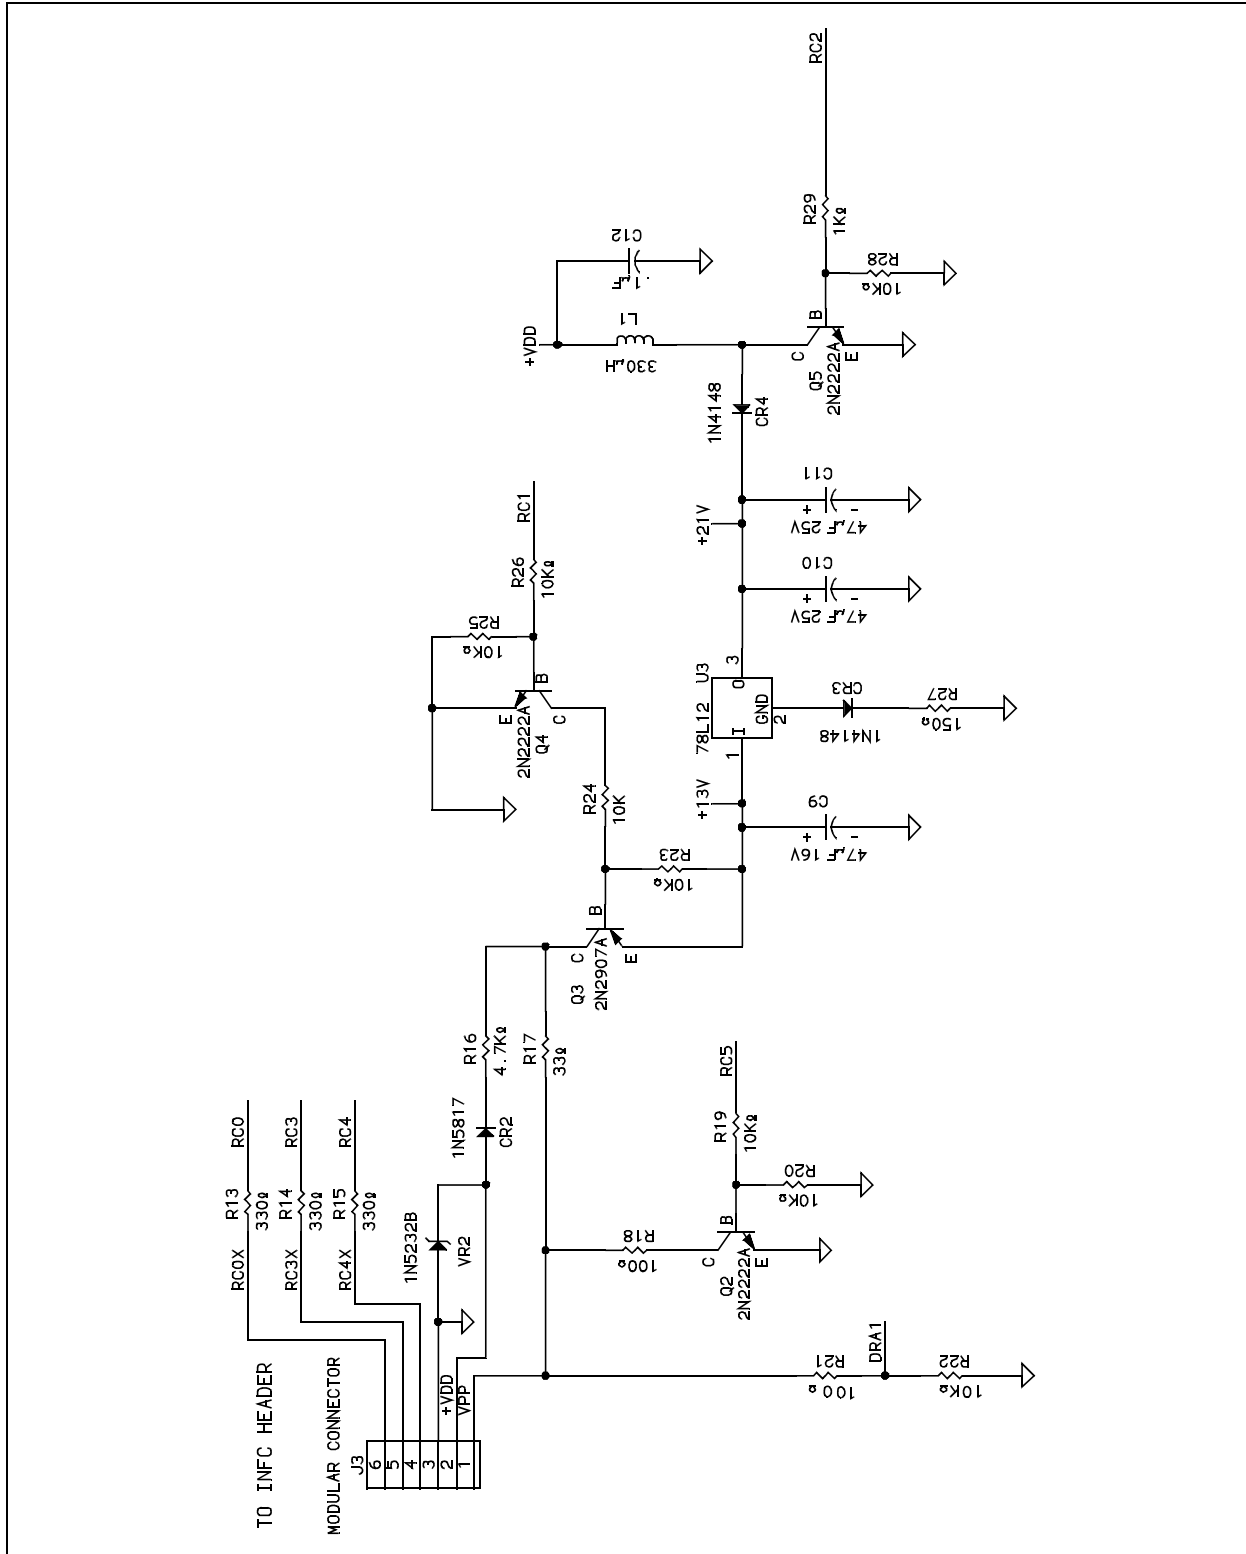 RC2
R29
1KΩ
C12
.1µF
R28
10KΩ
L1
330µH
+VDD
B
C
E
Q5
2N2222A
1N4148
CR4
C11
+
-
47µF 25V
+21V
C10
+
-
47µF 25V
RC1
R26
10KΩ
R25
10KΩ
B
E
C
2N2222A
Q4
U3
78L12
3
O
GND
2
I
1
CR3
1N4148
R27
150Ω
R24
10K
+13V
C9
+
-
47µF 16V
R23
10KΩ
B
C
E
Q3
2N2907A
R16
4.7KΩ
R17
33Ω
RC5
R19
10KΩ
R20
10KΩ
1N5817
CR2
RC0
RC3
RC4
R13
330Ω
R14
330Ω
R15
330Ω
RC0X
RC3X
RC4X
1N5232B
VR2
R18
100Ω
B
C
E
Q2
2N2222A
DRA1
R21
100Ω
R22
10KΩ
+VDD
VPP
J3
6
5
4
3
2
1
TO INFC HEADER
MODULAR CONNECTOR